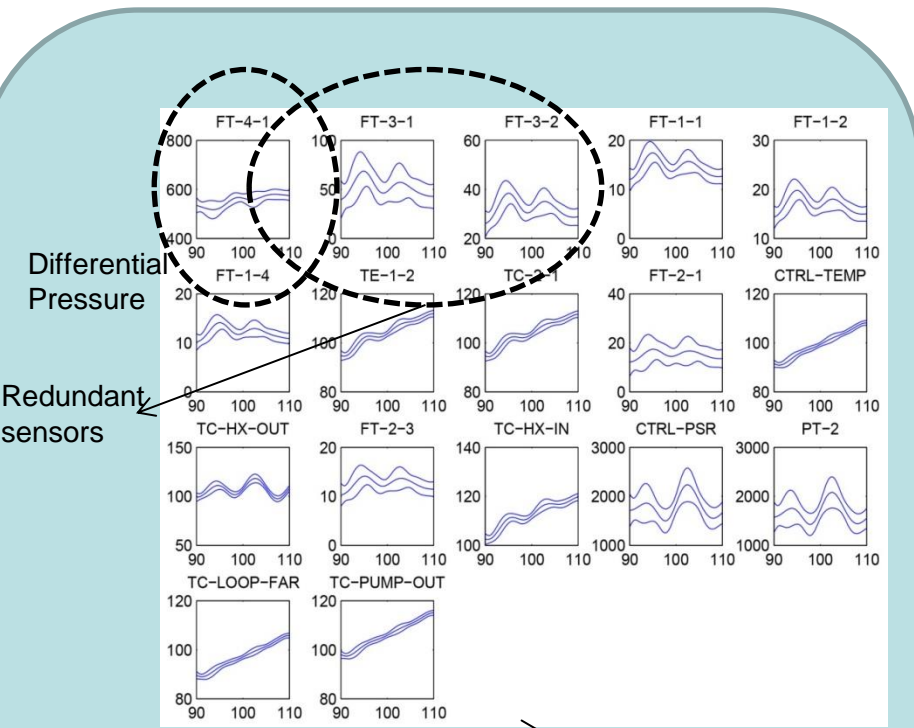 FT-4-1 FT-3-1 FT-3-2 FT-1-1 FT-1-2
800 100 60 20 30
600 50 40 10 20
400 0 20 0 10
90 100 110 90 100 110 90 100 110 90 100 110 90 100 110
Differential
Pressure
FT-1-4 TE-1-2 TC-2-1 FT-2-1 CTRL-TEMP
20 120 120 40 120
10 100 100 20 100
0 80 80 0 80
90 100 110 90 100 110 90 100 110 90 100 110 90 100 110
Redundant
sensors
TC-HX-OUT FT-2-3 TC-HX-IN CTRL-PSR PT-2
150 20 140 3000 3000
100 10 120 2000 2000
50 0 100 1000 1000
90 100 110 90 100 110 90 100 110 90 100 110 90 100 110
TC-LOOP-FAR TC-PUMP-OUT
120 120
100 100
80 80
90 100 110 90 100 110